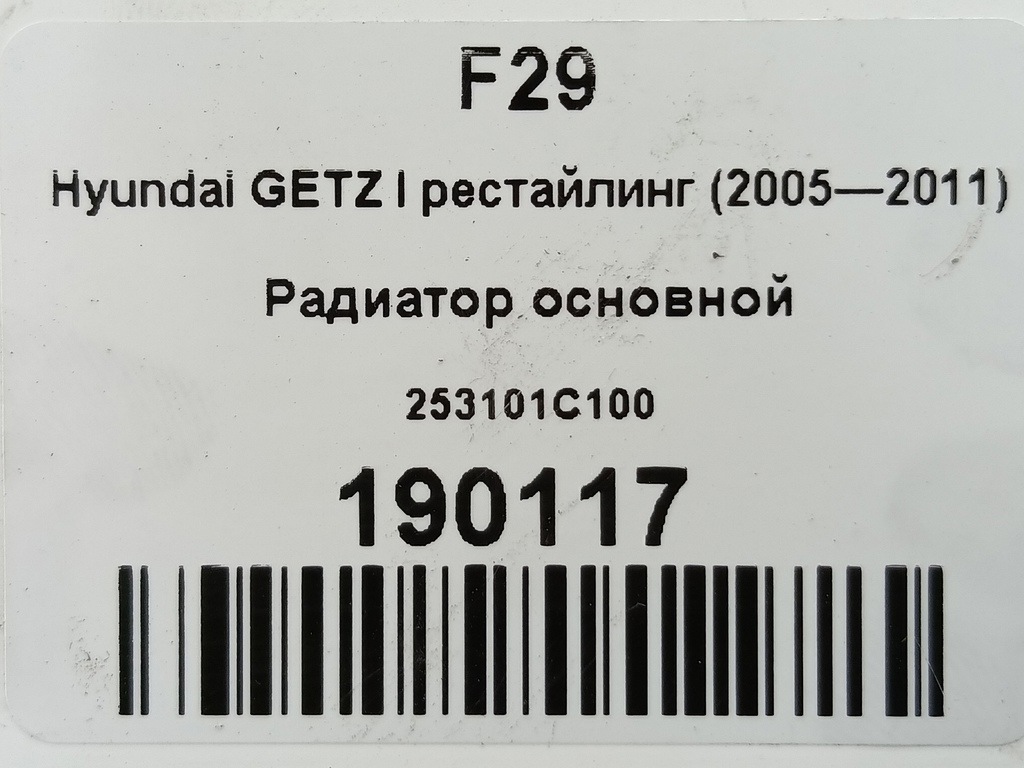 F29
Hyundai GETZ I рестайлинг (2005—2011)
Радиатор основной
253101C100
190117